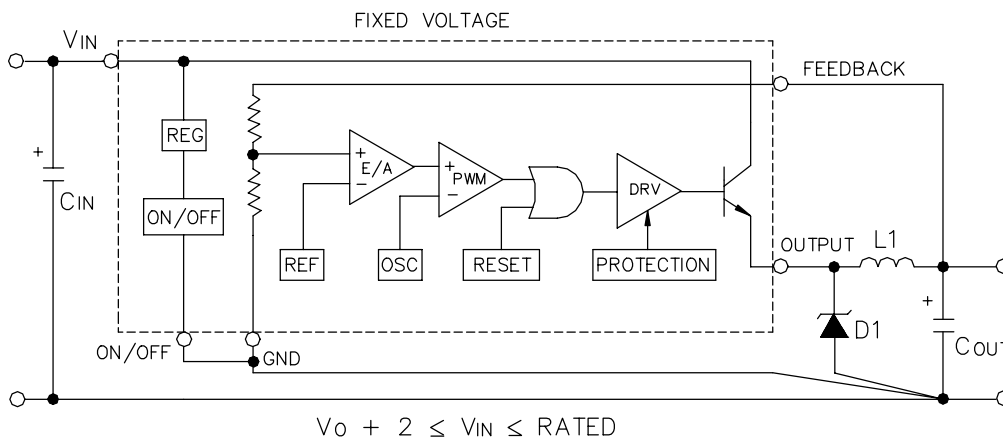 FIXED VOLTAGE
VIN
FEEDBACK
REG
+
E/A
−
+
PWM
−
DRV
+
CIN
ON/OFF
OUTPUT
L1
REF
OSC
RESET
PROTECTION
+
D1
COUT
ON/OFF
GND
VO + 2 ≤ VIN ≤ RATED